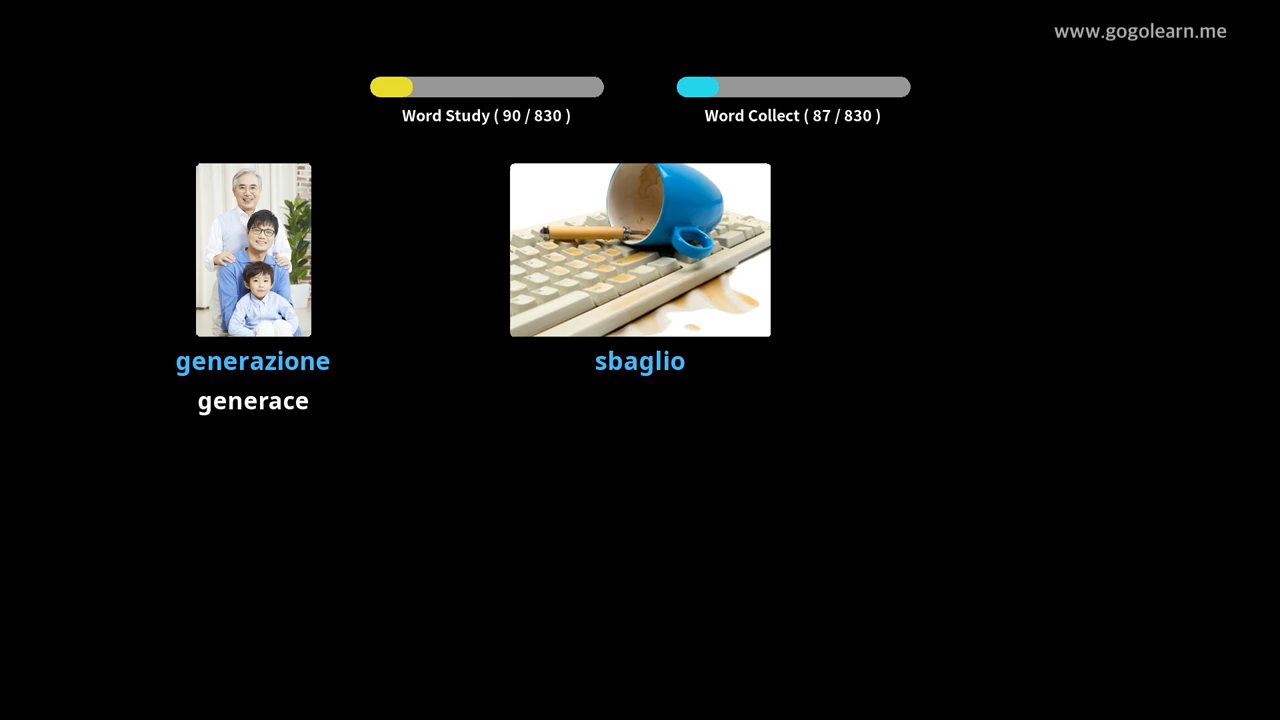 www.gogolearn.me
Word Study ( 90 / 830 )
Word Collect ( 87 / 830 )
generazione
generace
sbaglio